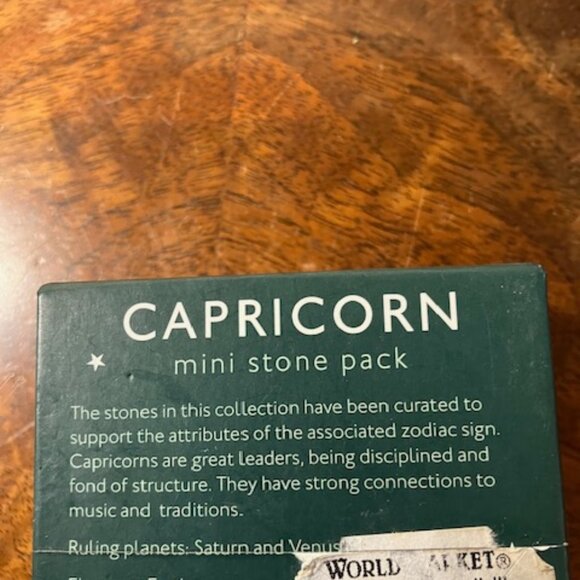 CAPRICORN
mini stone pack
The stones in this collection have been curated to
support the attributes of the associated zodiac sign.
Capricorns are great leaders, being disciplined and
fond of structure. They have strong connections to
music and traditions.
Ruling planets: Saturn and Venus
WORLD